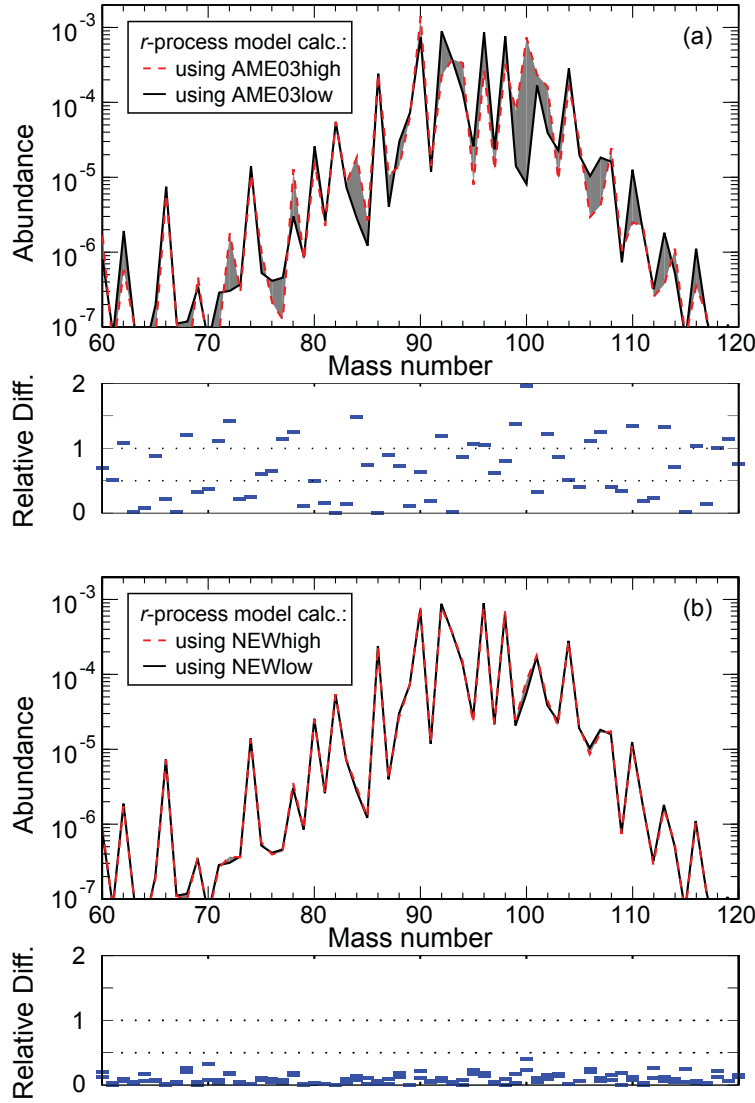 (a)
r-process model calc.:
using AME03high
using AME03low
Abundance
10-3
10-4
10-5
10-6
10-7
60 70 80 90 100 110 120
Mass number
Relative Diff.
2
1
0
(b)
r-process model calc.:
using NEWhigh
using NEWlow
Abundance
10-3
10-4
10-5
10-6
10-7
60 70 80 90 100 110 120
Mass number
Relative Diff.
2
1
0